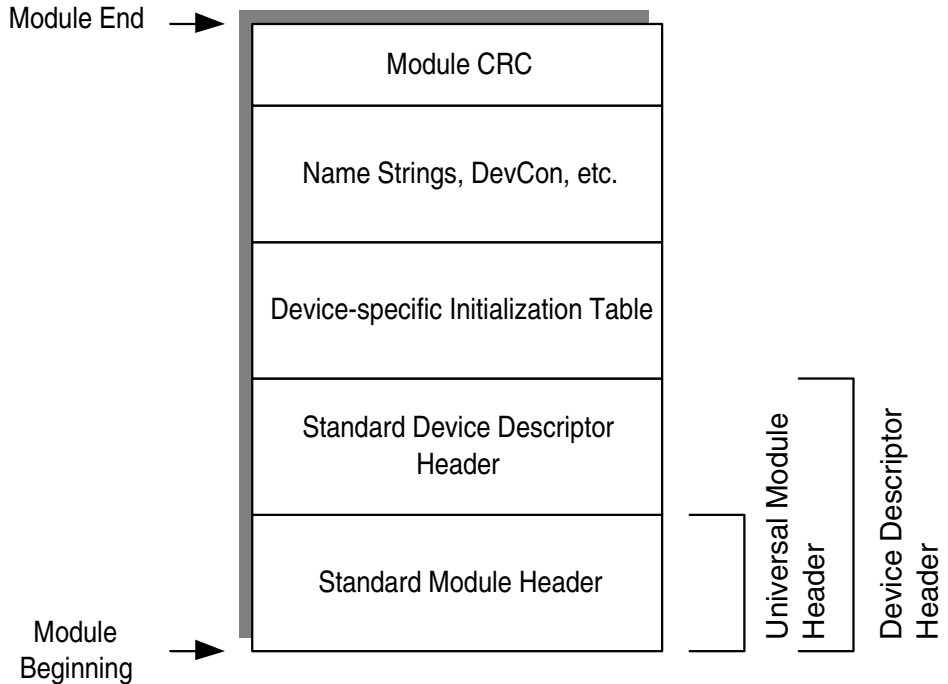 Module End
Module CRC
Name Strings, DevCon, etc.
Device-specific Initialization Table
Standard Device Descriptor
Header
Standard Module Header
Universal Module
Header
Device Descriptor
Header
Module
Beginning